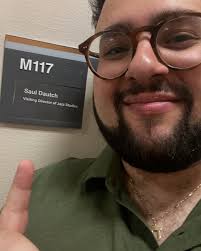 M117
Saul Dautch
Visiting Director of Jazz Studies